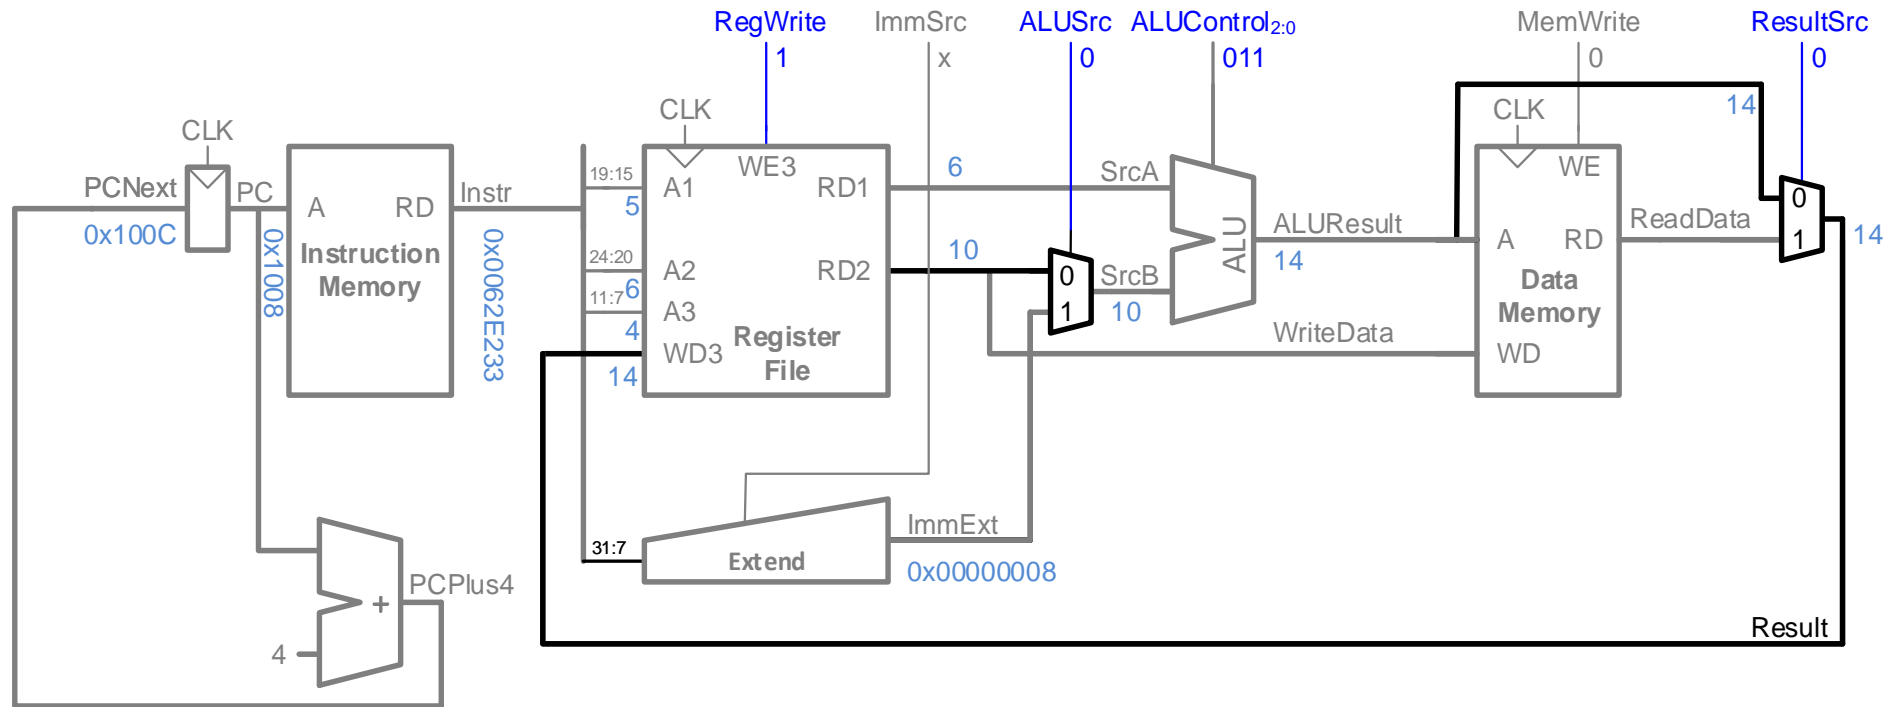 RegWrite
1
ImmSrc
x
ALUSrc
0
ALUControl2:0
011
MemWrite
0
ResultSrc
0
CLK
PCNext
0x100C
PC
0x1008
A
RD
Instruction
Memory
Instr
0x0062E233
19:15
5
24:20
6
11:7
4
14
CLK
WE3
A1
RD1
A2
RD2
A3
WD3
Register
File
6
10
0
1
SrcA
SrcB
10
ALU
ALUResult
14
WriteData
14
CLK
WE
A
RD
Data
Memory
WD
ReadData
0
1
14
31:7
Extend
ImmExt
0x00000008
PCPlus4
+
4
Result